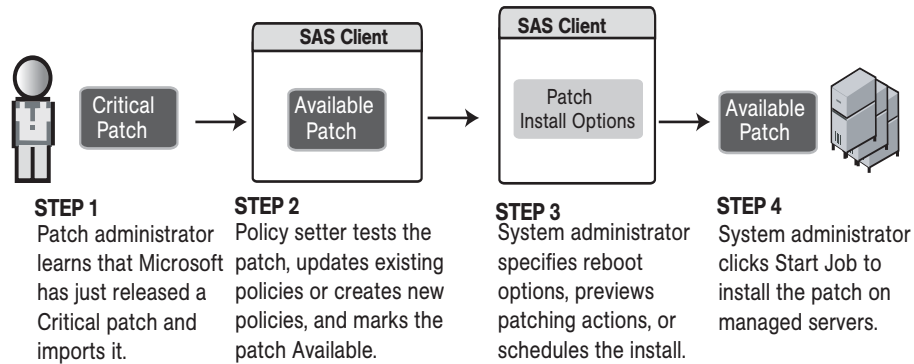 SAS Client
SAS Client
Critical
Patch
Available
Patch
Patch
Install Options
Available
Patch
STEP 1
Patch administrator
learns that Microsoft
has just released a
Critical patch and
imports it.
STEP 2
Policy setter tests the
patch, updates existing
policies or creates new
policies, and marks the
patch Available.
STEP 3
System administrator
specifies reboot
options, previews
patching actions, or
schedules the install.
STEP 4
System administrator
clicks Start Job to
install the patch on
managed servers.